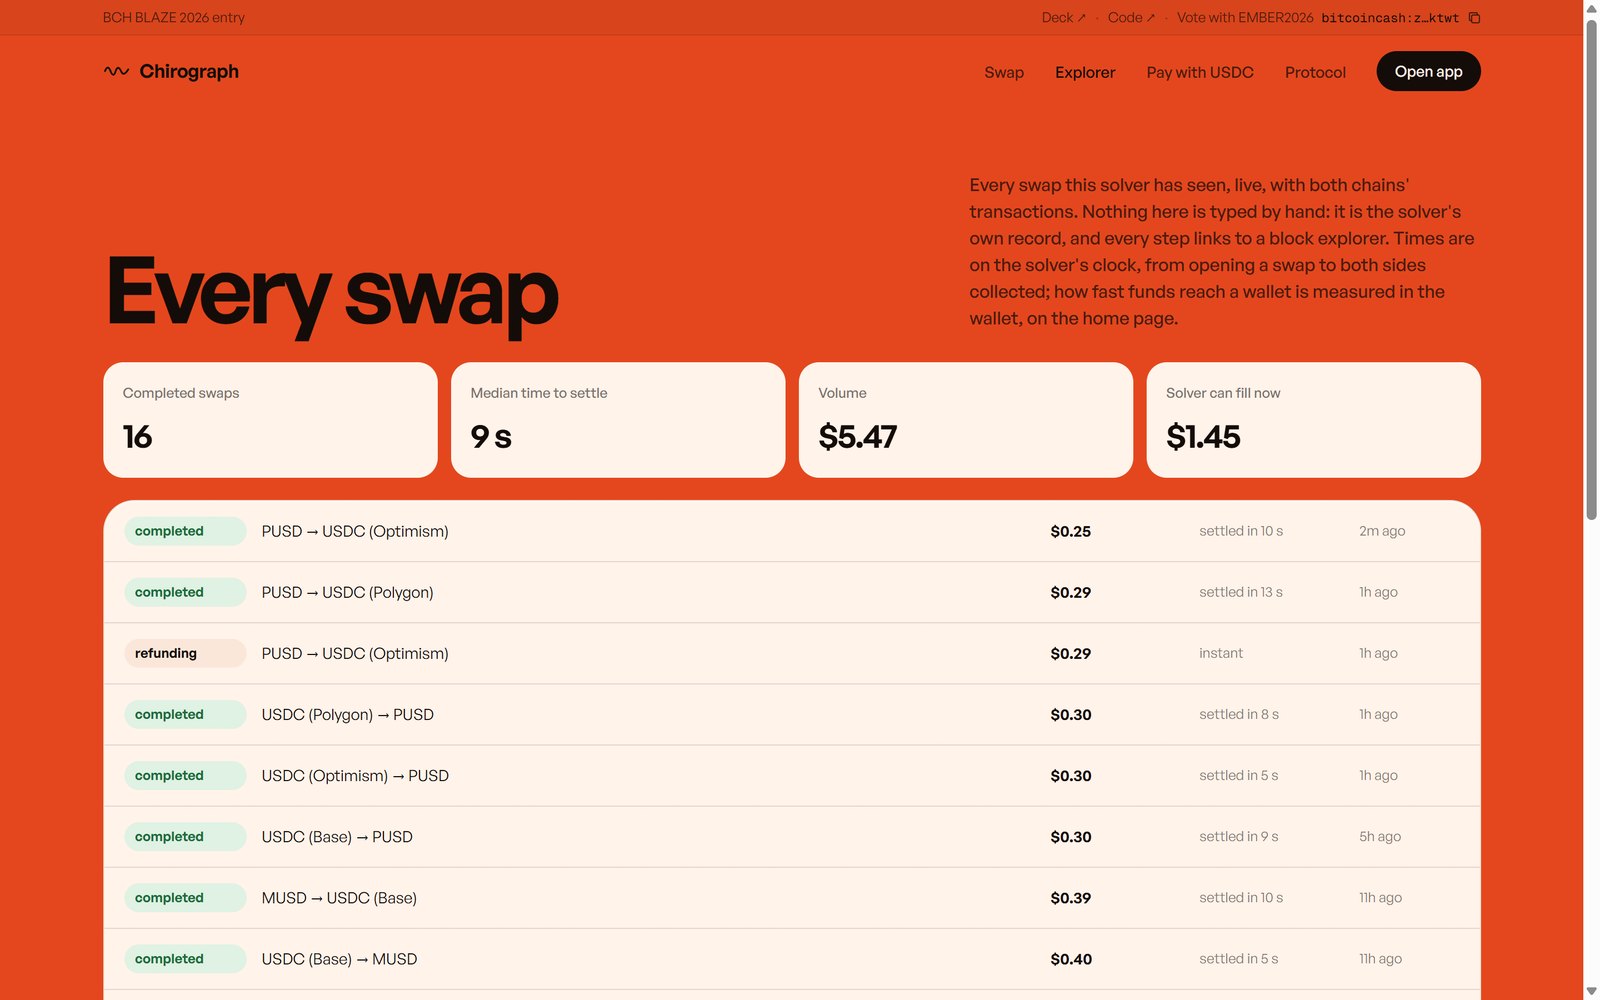 BCH BLAZE 2026 entry
Deck ↗ · Code ↗ · Vote with EMBER2026 bitcoincash:z…ktwt
Chirograph
Swap
Explorer
Pay with USDC
Protocol
Open app
Every swap
Every swap this solver has seen, live, with both chains'
transactions. Nothing here is typed by hand: it is the solver's
own record, and every step links to a block explorer. Times are
on the solver's clock, from opening a swap to both sides
collected; how fast funds reach a wallet is measured in the
wallet, on the home page.
Completed swaps
16
Median time to settle
9 s
Volume
$5.47
Solver can fill now
$1.45
completed PUSD → USDC (Optimism) $0.25 settled in 10 s 2m ago
completed PUSD → USDC (Polygon) $0.29 settled in 13 s 1h ago
refunding PUSD → USDC (Optimism) $0.29 instant 1h ago
completed USDC (Polygon) → PUSD $0.30 settled in 8 s 1h ago
completed USDC (Optimism) → PUSD $0.30 settled in 5 s 1h ago
completed USDC (Base) → PUSD $0.30 settled in 9 s 5h ago
completed MUSD → USDC (Base) $0.39 settled in 10 s 11h ago
completed USDC (Base) → MUSD $0.40 settled in 5 s 11h ago